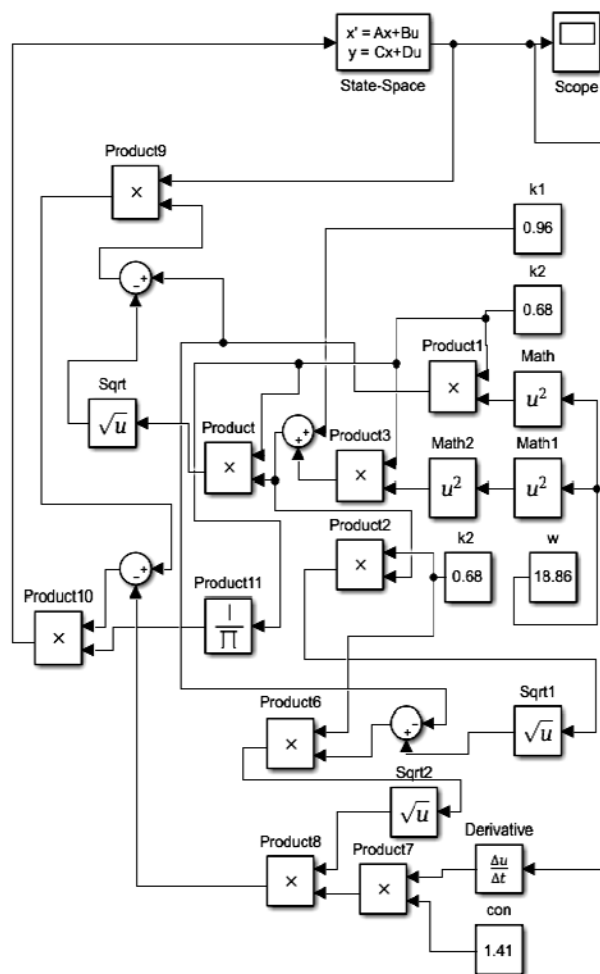 x' = Ax+Bu
y = Cx+Du
State-Space
Scope
Product9
×
k1
0.96
k2
0.68
- +
Product1
×
Math
u²
Sqrt
√u
Product
×
+ +
Product3
×
Math2
u²
Math1
u²
Product2
×
k2
0.68
w
18.86
- +
Product10
×
Product11
1
∏
Product6
×
- +
Sqrt1
√u
Sqrt2
√u
Product8
×
Product7
×
Derivative
Δu
Δt
con
1.41